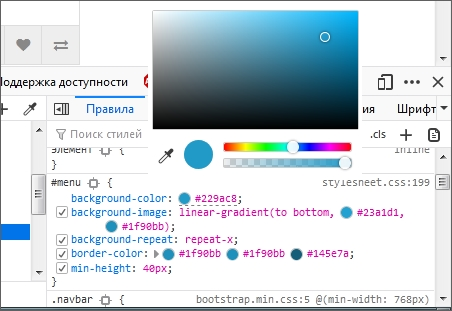 Поддержка доступности
Правила
ия
Шрифт
Поиск стилей
.cls
элемент {
inline
}
#menu {
stylesheet.css:199
background-color: #229ac8;
background-image: linear-gradient(to bottom, #23a1d1,
#1f90bb);
background-repeat: repeat-x;
border-color: #1f90bb #1f90bb #145e7a;
min-height: 40px;
}
.navbar {
bootstrap.min.css:5 @(min-width: 768px)